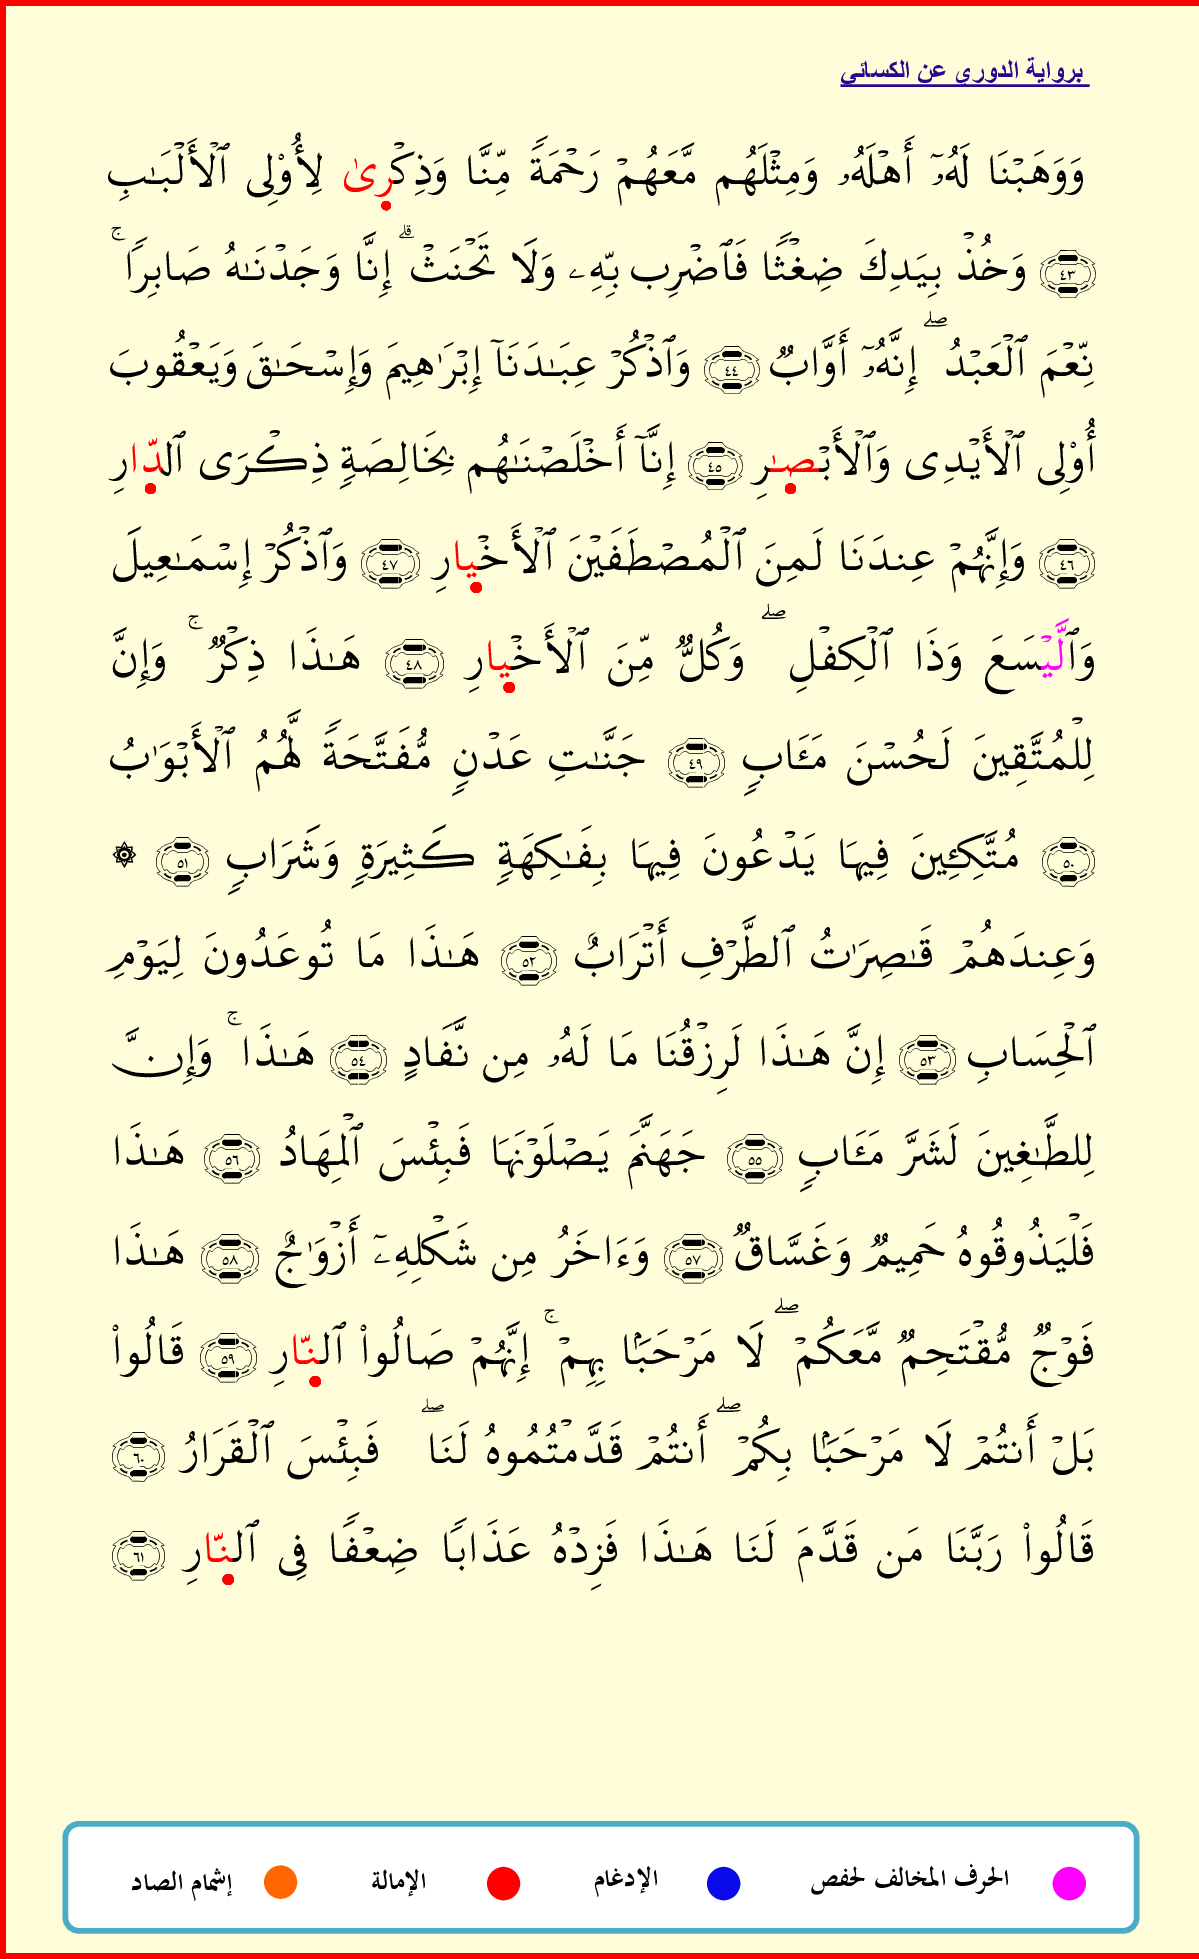 برواية الدوري عن الكسائي
وَوَهَبْنَا لَهُۥٓ أَهْلَهُۥ وَمِثْلَهُم مَّعَهُمْ رَحْمَةً مِّنَّا وَذِكْرِىٰ لِأُوْلِى ٱلْأَلْبَـٰبِ
٤٣ وَخُذْ بِيَدِكَ ضِغْثًا فَٱضْرِب بِّهِۦ وَلَا تَحْنَثْ ۗ إِنَّا وَجَدْنَـٰهُ صَابِرًا ۚ
نِّعْمَ ٱلْعَبْدُ ۖ إِنَّهُۥٓ أَوَّابٌ ٤٤ وَٱذْكُرْ عِبَـٰدَنَآ إِبْرَٰهِيمَ وَإِسْحَـٰقَ وَيَعْقُوبَ
أُوْلِى ٱلْأَيْدِى وَٱلْأَبْصـٰرِ ٤٥ إِنَّآ أَخْلَصْنَـٰهُم بِخَالِصَةٍ ذِكْرَى ٱلدّارِ
٤٦ وَإِنَّهُمْ عِندَنَا لَمِنَ ٱلْمُصْطَفَيْنَ ٱلْأَخْيارِ ٤٧ وَٱذْكُرْ إِسْمَـٰعِيلَ
وَٱلَّيْسَعَ وَذَا ٱلْكِفْلِ ۖ وَكُلٌّ مِّنَ ٱلْأَخْيارِ ٤٨ هَـٰذَا ذِكْرٌ ۚ وَإِنَّ
لِلْمُتَّقِينَ لَحُسْنَ مَـَٔابٍ ٤٩ جَنَّـٰتِ عَدْنٍ مُّفَتَّحَةً لَّهُمُ ٱلْأَبْوَٰبُ
٥٠ مُتَّكِـِٔينَ فِيهَا يَدْعُونَ فِيهَا بِفَـٰكِهَةٍ كَثِيرَةٍ وَشَرَابٍ ٥١ ۞
وَعِندَهُمْ قَـٰصِرَٰتُ ٱلطَّرْفِ أَتْرَابٌ ٥٢ هَـٰذَا مَا تُوعَدُونَ لِيَوْمِ
ٱلْحِسَابِ ٥٣ إِنَّ هَـٰذَا لَرِزْقُنَا مَا لَهُۥ مِن نَّفَادٍ ٥٤ هَـٰذَا ۚ وَإِنَّ
لِلطَّـٰغِينَ لَشَرَّ مَـَٔابٍ ٥٥ جَهَنَّمَ يَصْلَوْنَهَا فَبِئْسَ ٱلْمِهَادُ ٥٦ هَـٰذَا
فَلْيَذُوقُوهُ حَمِيمٌ وَغَسَّاقٌ ٥٧ وَءَاخَرُ مِن شَكْلِهِۦٓ أَزْوَٰجٌ ٥٨ هَـٰذَا
فَوْجٌ مُّقْتَحِمٌ مَّعَكُمْ ۖ لَا مَرْحَبًۢا بِهِمْ ۚ إِنَّهُمْ صَالُوا۟ ٱلنّارِ ٥٩ قَالُوا۟
بَلْ أَنتُمْ لَا مَرْحَبًۢا بِكُمْ ۖ أَنتُمْ قَدَّمْتُمُوهُ لَنَا ۖ فَبِئْسَ ٱلْقَرَارُ ٦٠
قَالُوا۟ رَبَّنَا مَن قَدَّمَ لَنَا هَـٰذَا فَزِدْهُ عَذَابًا ضِعْفًا فِى ٱلنّارِ ٦١
الحرف المخالف لحفص الإدغام الإمالة إشمام الصاد